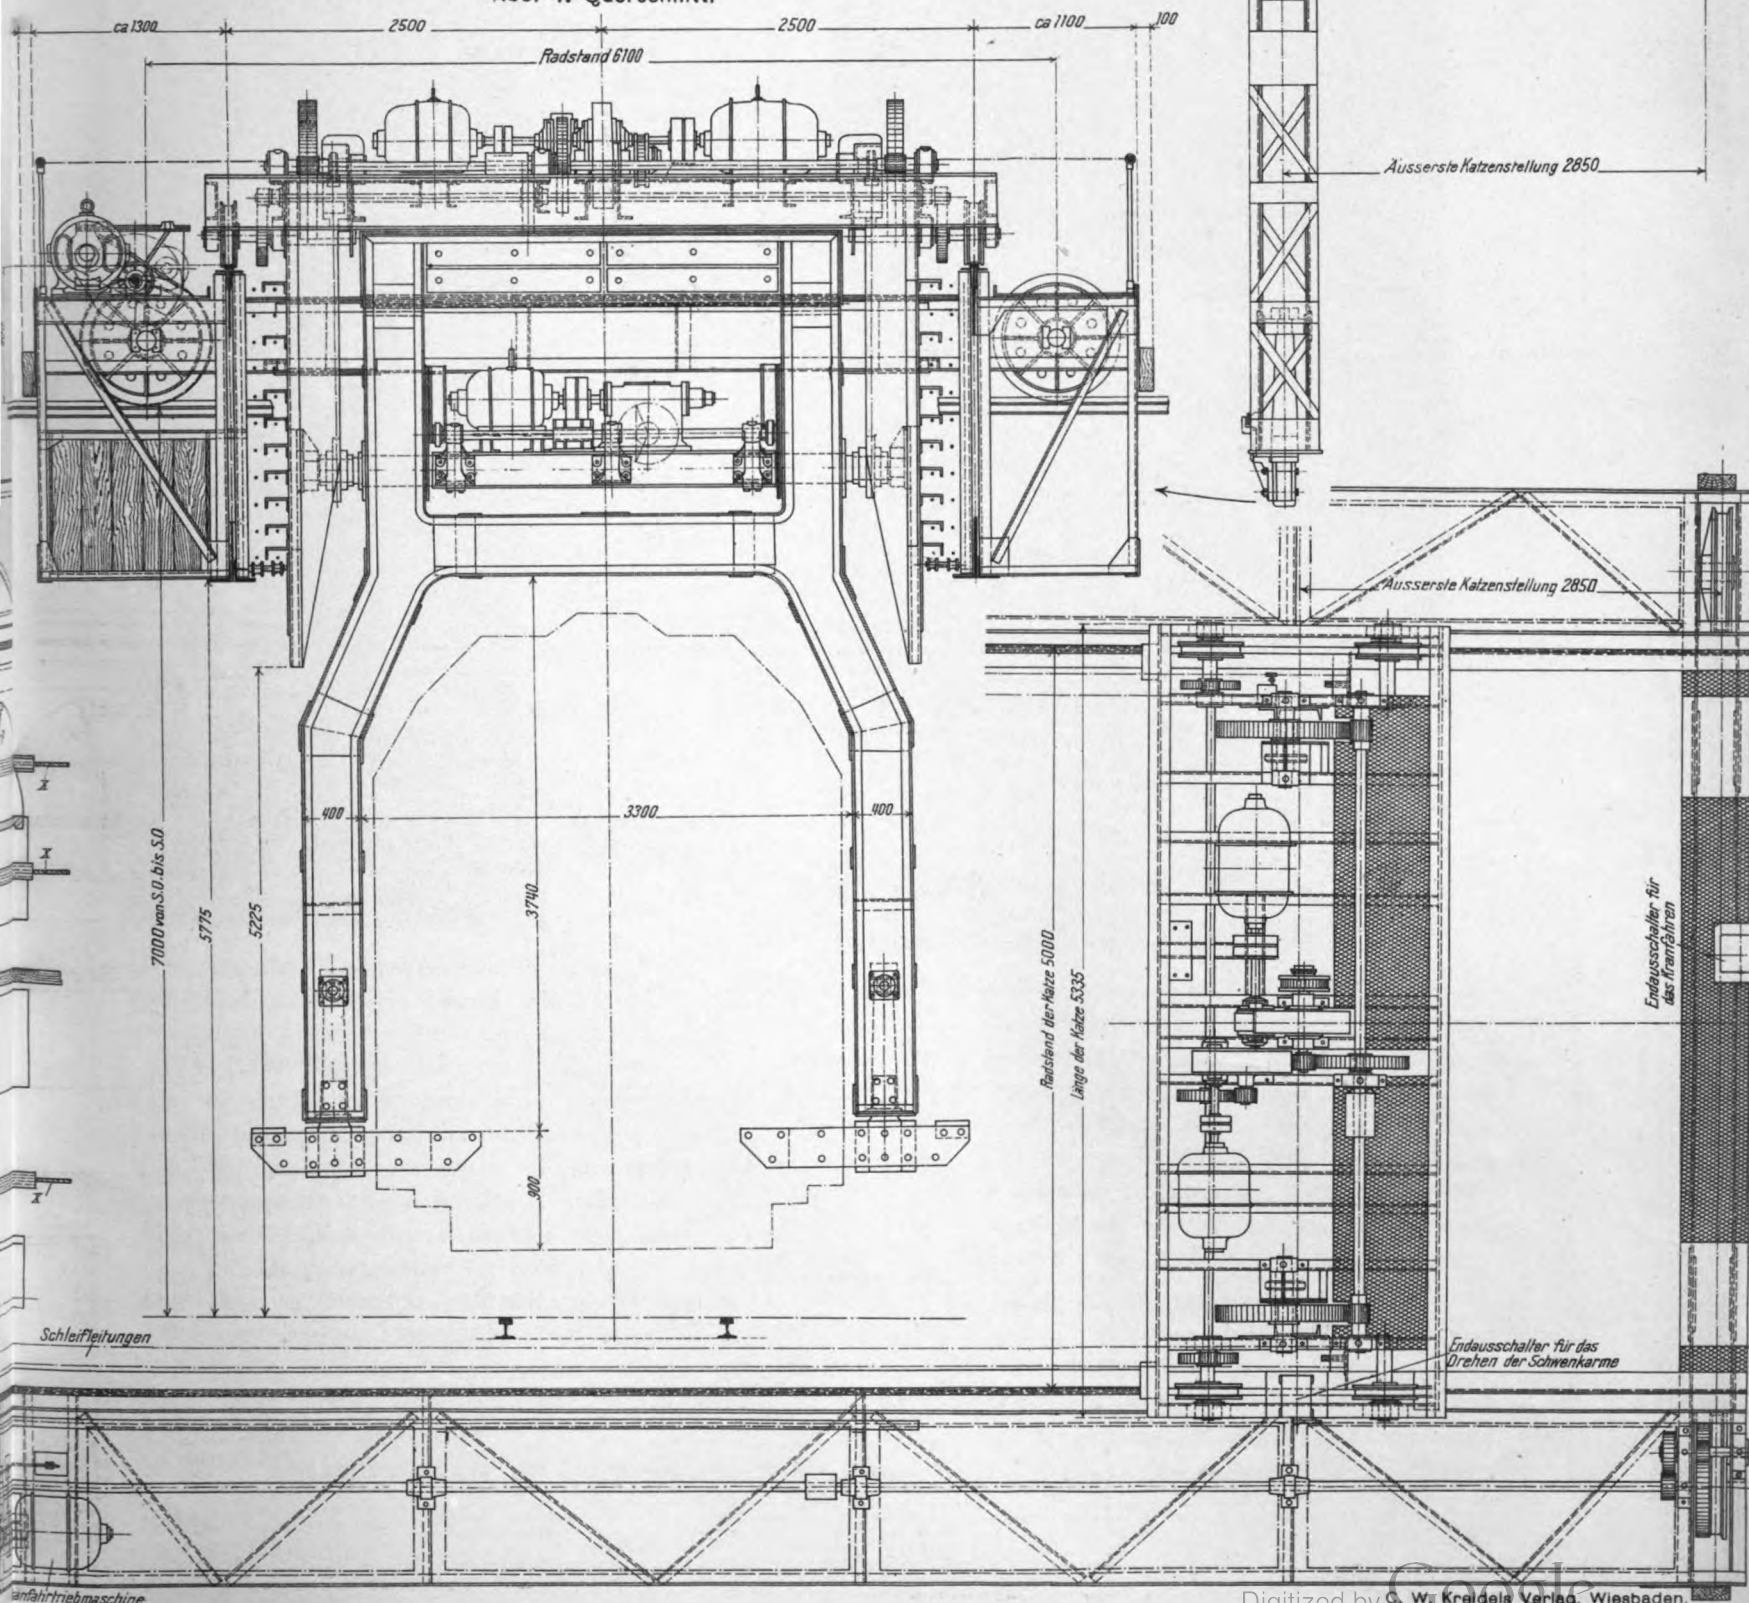 Querschnitt.
ca 1300
2500
2500
ca 1100
100
Radstand 6100
Äusserste Katzenstellung 2850
Äusserste Katzenstellung 2850
400
3300
400
7000 von S.O. bis S.O.
5775
5225
3740
900
X
X
X
Radstand der Katze 5000
Länge der Katze 5335
Endausschalter für
das Kranfahren
Schleifleitungen
Endausschalter für das
Drehen der Schwenkarme
anfahrtriebmaschine
Digitized by Google
C. W. Kreidels Verlag, Wiesbaden.